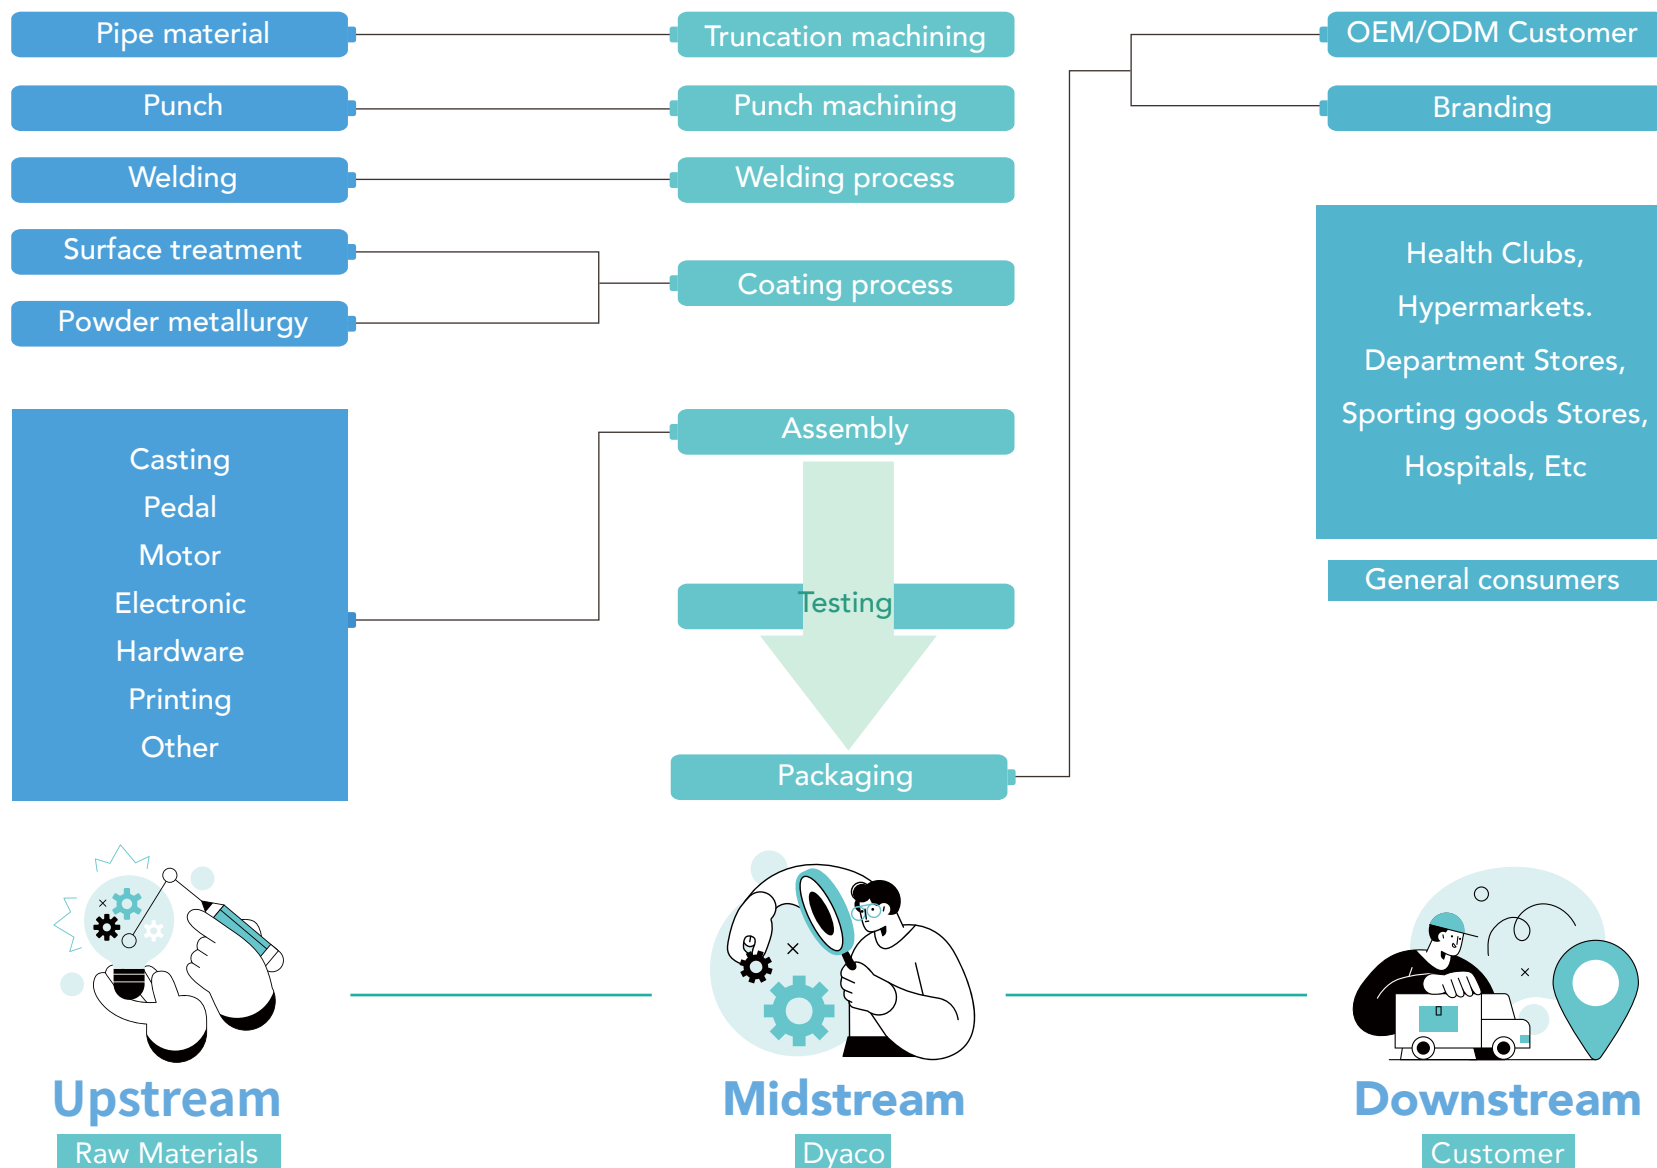 Pipe material
Punch
Welding
Surface treatment
Powder metallurgy
Casting
Pedal
Motor
Electronic
Hardware
Printing
Other
Truncation machining
Punch machining
Welding process
Coating process
Assembly
Testing
Packaging
OEM/ODM Customer
Branding
Health Clubs,
Hypermarkets.
Department Stores,
Sporting goods Stores,
Hospitals, Etc
General consumers
Upstream
Raw Materials
Midstream
Dyaco
Downstream
Customer